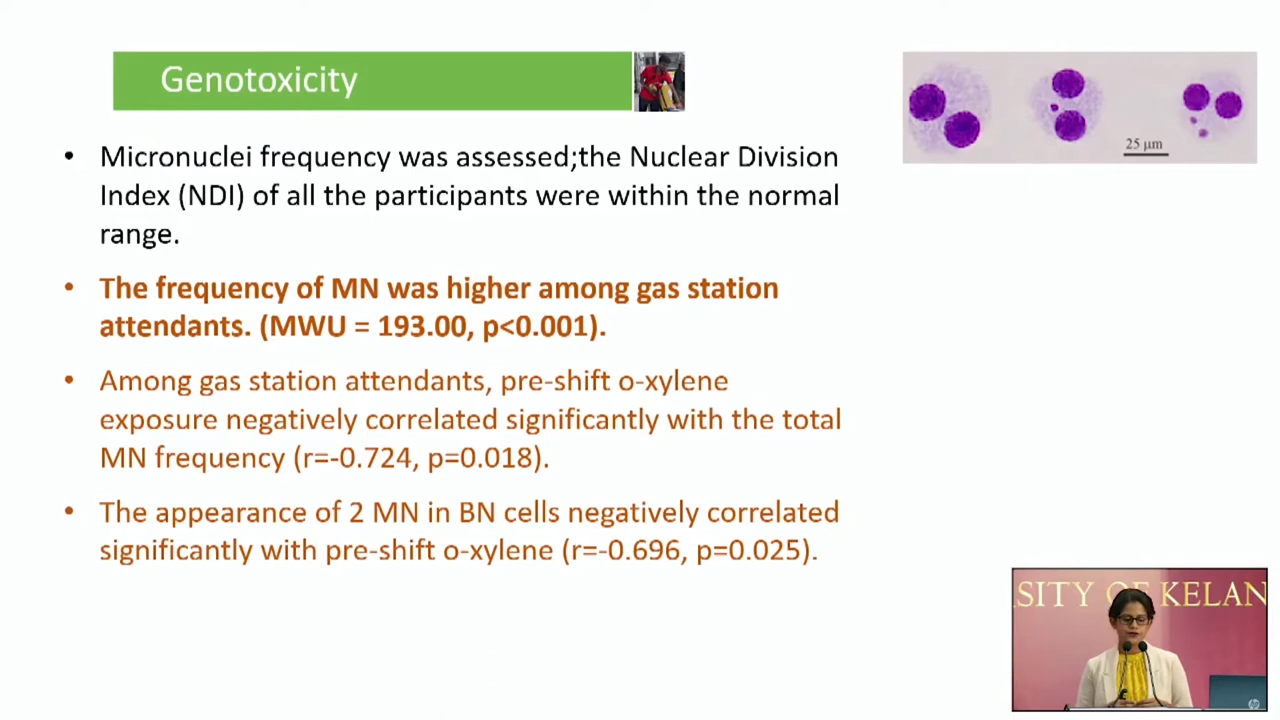 Genotoxicity
25 μm
• Micronuclei frequency was assessed;the Nuclear Division
Index (NDI) of all the participants were within the normal
range.
• The frequency of MN was higher among gas station
attendants. (MWU = 193.00, p<0.001).
• Among gas station attendants, pre-shift o-xylene
exposure negatively correlated significantly with the total
MN frequency (r=-0.724, p=0.018).
• The appearance of 2 MN in BN cells negatively correlated
significantly with pre-shift o-xylene (r=-0.696, p=0.025).
SITY OF KELAN
hp